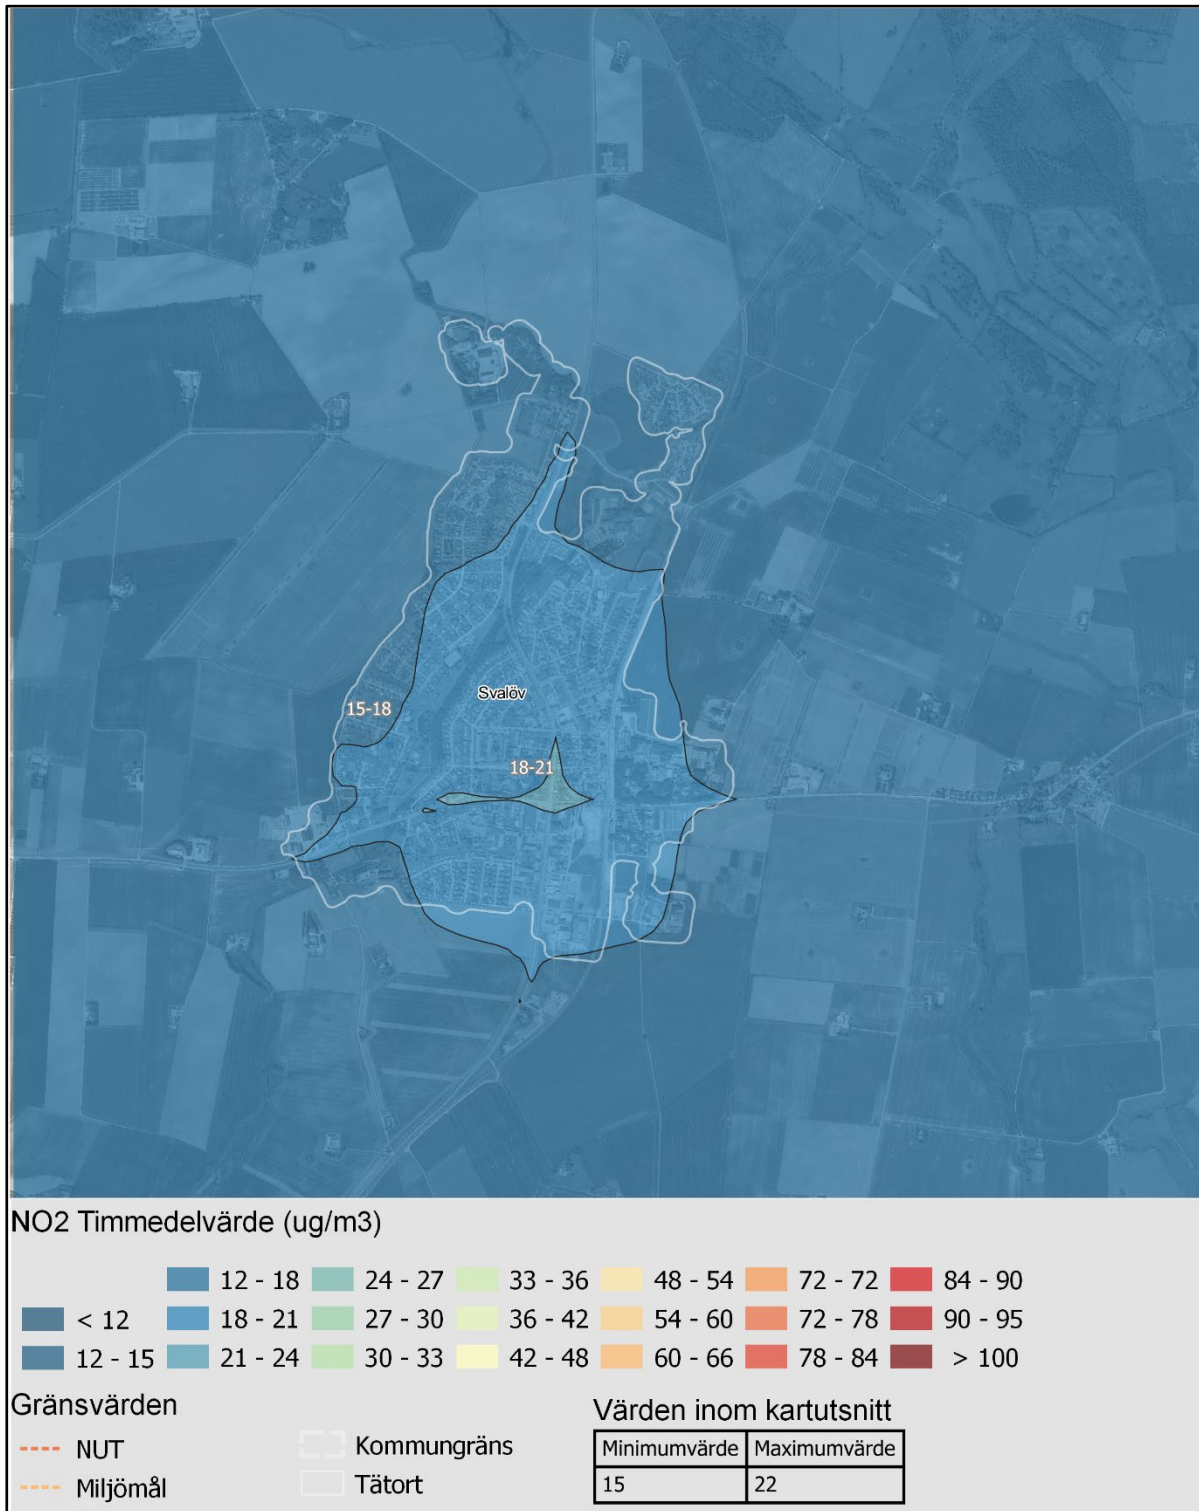 Svalöv
15-18
18-21
NO2 Timmedelvärde (ug/m3)
12 - 18 24 - 27 33 - 36 48 - 54 72 - 72 84 - 90
< 12 18 - 21 27 - 30 36 - 42 54 - 60 72 - 78 90 - 95
12 - 15 21 - 24 30 - 33 42 - 48 60 - 66 78 - 84 > 100
Gränsvärden
NUT
Miljömål
Kommungräns
Tätort
Värden inom kartutsnitt
Minimumvärde Maximumvärde
15 22